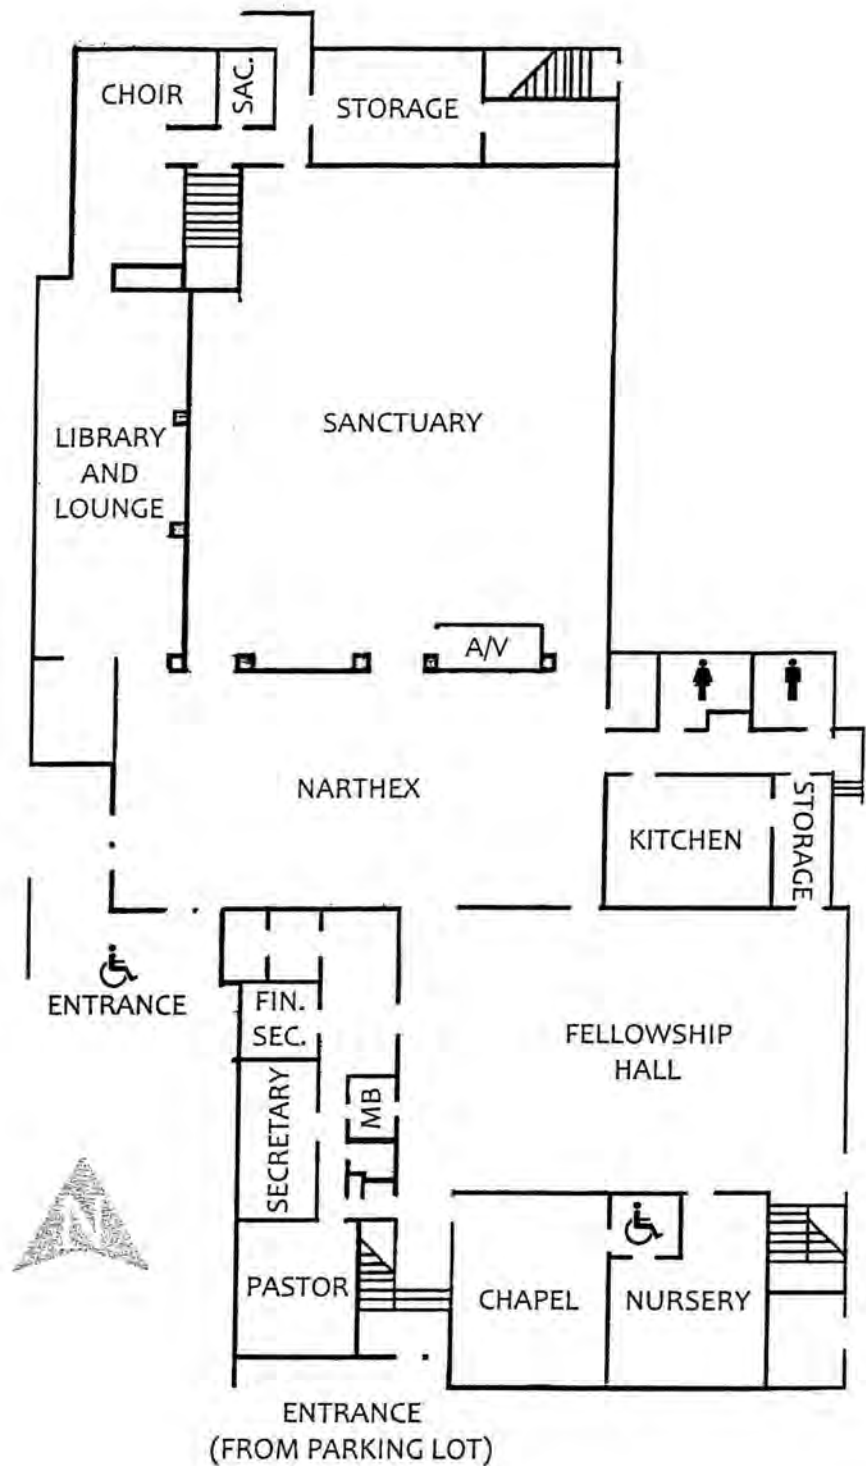 CHOIR
SAC.
STORAGE
SANCTUARY
LIBRARY
AND
LOUNGE
A/V
NARTHEX
KITCHEN
STORAGE
ENTRANCE
FIN.
SEC.
FELLOWSHIP
HALL
SECRETARY
MB
N
PASTOR
CHAPEL
NURSERY
ENTRANCE
(FROM PARKING LOT)